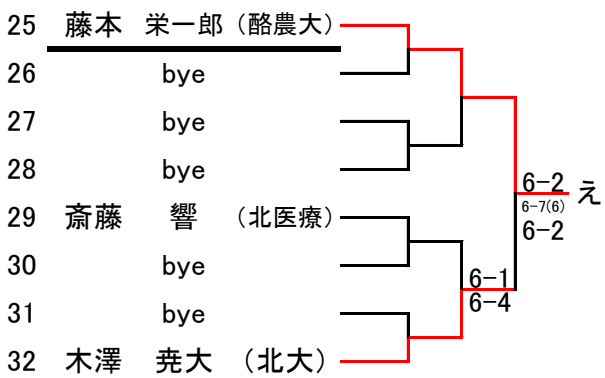 25 藤本 栄一郎（酪農大）
26 bye
27 bye
28 bye
6-2
6-7(6)
6-2
え
29 斎藤 響 （北医療）
30 bye
6-1
6-4
31 bye
32 木澤 尭大 （北大）